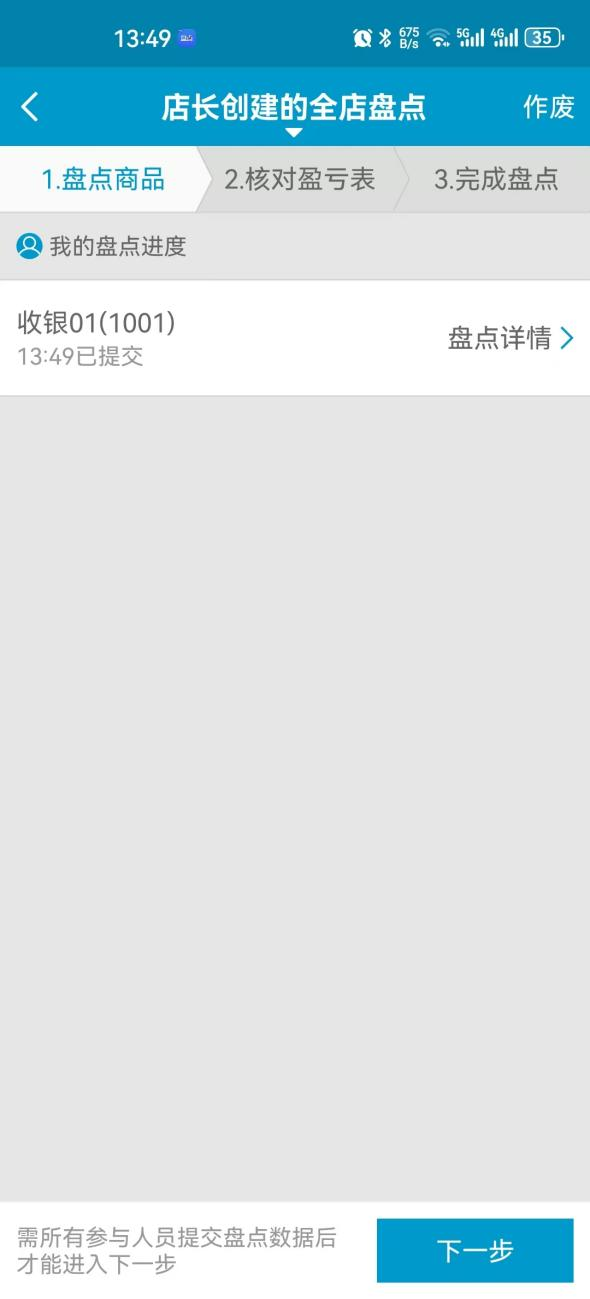 13:49
675 B/s 5G 4G 35
店长创建的全店盘点
作废
1.盘点商品
2.核对盈亏表
3.完成盘点
我的盘点进度
收银01(1001)
13:49已提交
盘点详情
需所有参与人员提交盘点数据后
才能进入下一步
下一步